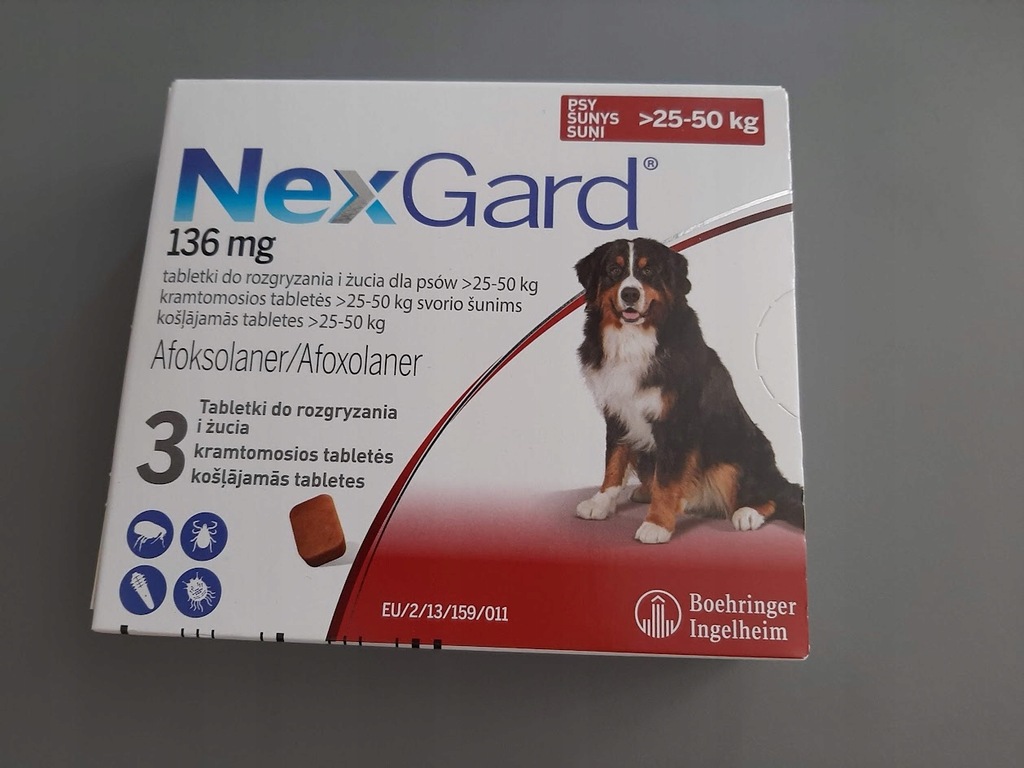 PSY
ŠUNYS
SUŅI
>25-50 kg
NexGard®
136 mg
tabletki do rozgryzania i żucia dla psów >25-50 kg
kramtomosios tabletės >25-50 kg svorio šunims
košļājamās tabletes >25-50 kg
Afoksolaner/Afoxolaner
3
Tabletki do rozgryzania
i żucia
kramtomosios tabletės
košļājamās tabletes
EU/2/13/159/011
Boehringer
Ingelheim